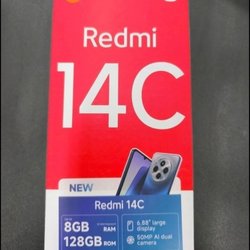 Redmi
14C
NEW
Redmi 14C
8GB RAM
128GB ROM
6.88" large
display
50MP AI dual
camera